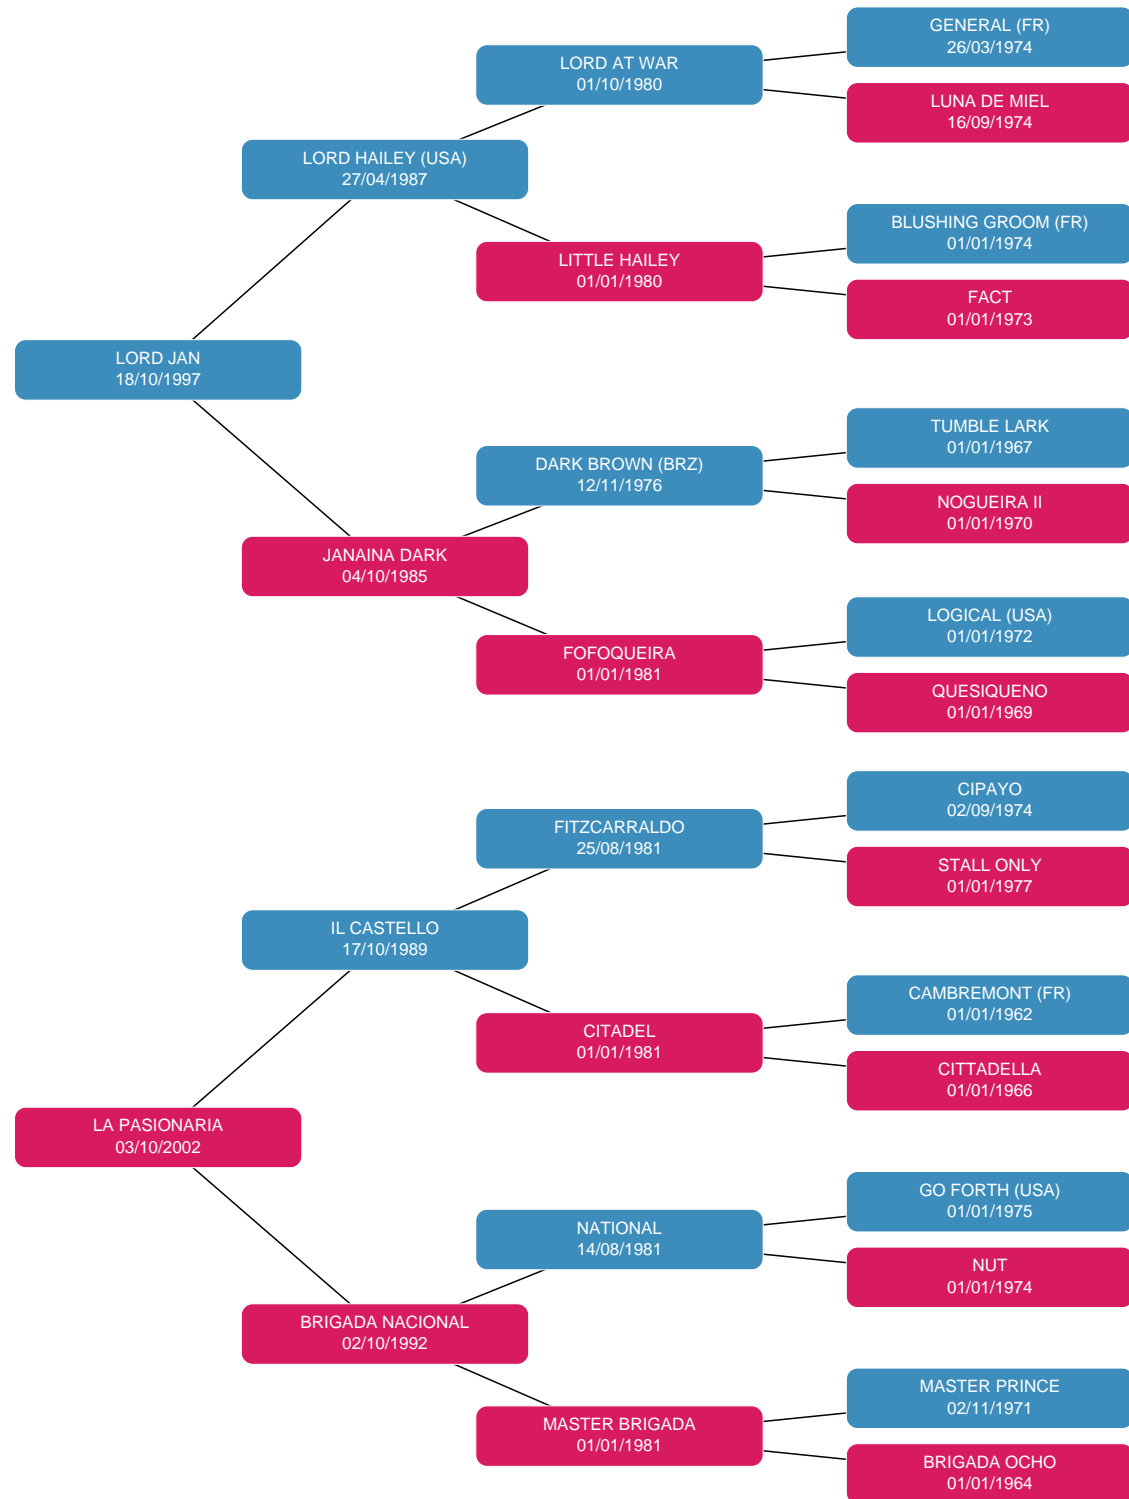 GENERAL (FR)
26/03/1974
LORD AT WAR
01/10/1980
LUNA DE MIEL
16/09/1974
LORD HAILEY (USA)
27/04/1987
BLUSHING GROOM (FR)
01/01/1974
LITTLE HAILEY
01/01/1980
FACT
01/01/1973
LORD JAN
18/10/1997
TUMBLE LARK
01/01/1967
DARK BROWN (BRZ)
12/11/1976
NOGUEIRA II
01/01/1970
JANAINA DARK
04/10/1985
LOGICAL (USA)
01/01/1972
FOFOQUEIRA
01/01/1981
QUESIQUENO
01/01/1969
CIPAYO
02/09/1974
FITZCARRALDO
25/08/1981
STALL ONLY
01/01/1977
IL CASTELLO
17/10/1989
CAMBREMONT (FR)
01/01/1962
CITADEL
01/01/1981
CITTADELLA
01/01/1966
LA PASIONARIA
03/10/2002
GO FORTH (USA)
01/01/1975
NATIONAL
14/08/1981
NUT
01/01/1974
BRIGADA NACIONAL
02/10/1992
MASTER PRINCE
02/11/1971
MASTER BRIGADA
01/01/1981
BRIGADA OCHO
01/01/1964